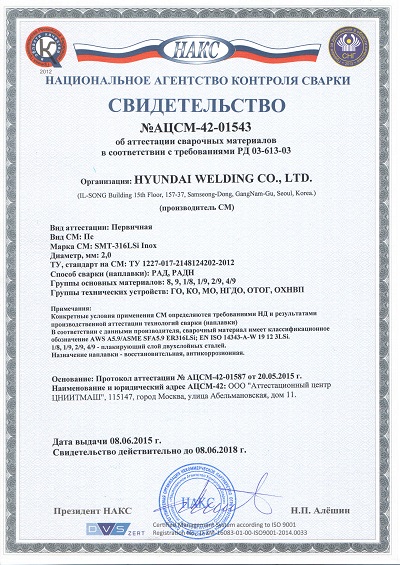 НАКС
2012
СНГ
НАЦИОНАЛЬНОЕ АГЕНТСТВО КОНТРОЛЯ СВАРКИ
СВИДЕТЕЛЬСТВО
№АЦСМ-42-01543
об аттестации сварочных материалов
в соответствии с требованиями РД 03-613-03
Организация: HYUNDAI WELDING CO., LTD.
(IL-SONG Building 15th Floor, 157-37, Samseong-Dong, GangNam-Gu, Seoul, Korea.)
(производитель СМ)
Вид аттестации: Первичная
Вид СМ: Пс
Марка СМ: SMT-316LSi Inox
Диаметр, мм: 2,0
ТУ, стандарт на СМ: ТУ 1227-017-2148124202-2012
Способ сварки (наплавки): РАД, РАДН
Группы основных материалов: 8, 9, 1/8, 1/9, 2/9, 4/9
Группы технических устройств: ГО, КО, МО, НГДО, ОТОГ, ОХНВП
Примечания:
Конкретные условия применения СМ определяются требованиями НД и результатами
производственной аттестации технологий сварки (наплавки)
В соответствии с данными производителя, сварочный материал имеет классификационное
обозначение AWS A5.9/ASME SFA5.9 ER316LSi; EN ISO 14343-A-W 19 12 3LSi.
1/8, 1/9, 2/9, 4/9 - плакирующий слой двухслойных сталей.
Назначение наплавки - восстановительная, антикоррозионная.
Основание: Протокол аттестации № АЦСМ-42-01587 от 20.05.2015 г.
Наименование и юридический адрес АЦСМ-42: ООО "Аттестационный центр
ЦНИИТМАШ", 115147, город Москва, улица Абельмановская, дом 11.
Дата выдачи 08.06.2015 г.
Свидетельство действительно до 08.06.2018 г.
Президент НАКС
НАКС
Н.П. Алёшин
DVS
ZERT
Certified Management System according to ISO 9001